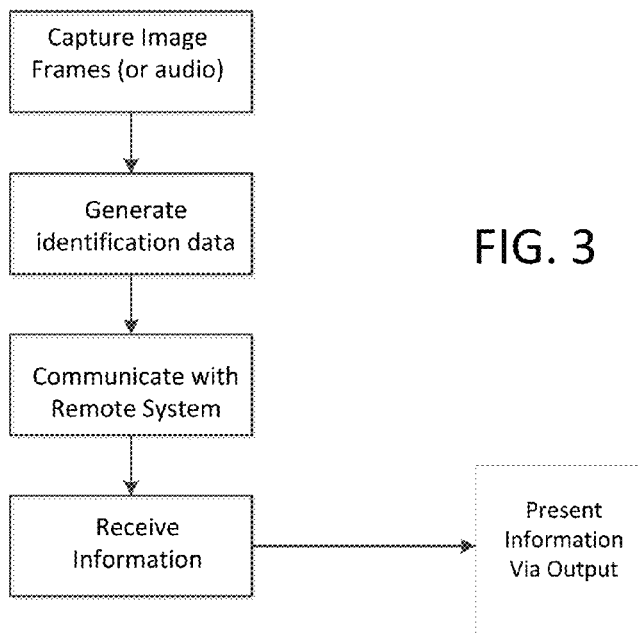 Capture Image
Frames (or audio)
Generate
identification data
FIG. 3
Communicate with
Remote System
Receive
Information
Present
Information
Via Output